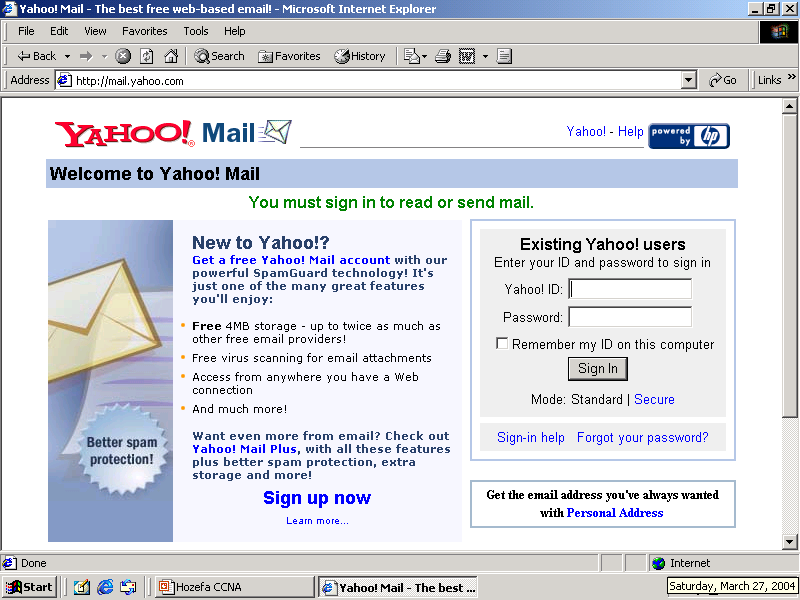 Yahoo! Mail - The best free web-based email! - Microsoft Internet Explorer
File Edit View Favorites Tools Help
Back Search Favorites History
Address http://mail.yahoo.com Go Links »
YAHOO!® Mail
Yahoo! - Help
powered by hp
Welcome to Yahoo! Mail
You must sign in to read or send mail.
Better spam
protection!
New to Yahoo!?
Get a free Yahoo! Mail account with our
powerful SpamGuard technology! It's
just one of the many great features
you'll enjoy:
Free 4MB storage - up to twice as much as
other free email providers!
Free virus scanning for email attachments
Access from anywhere you have a Web
connection
And much more!
Want even more from email? Check out
Yahoo! Mail Plus, with all these features
plus better spam protection, extra
storage and more!
Sign up now
Learn more...
Existing Yahoo! users
Enter your ID and password to sign in
Yahoo! ID:
Password:
Remember my ID on this computer
Sign In
Mode: Standard | Secure
Sign-in help Forgot your password?
Get the email address you've always wanted
with Personal Address
Done Internet
Start Hozefa CCNA Yahoo! Mail - The best ... Saturday, March 27, 2004